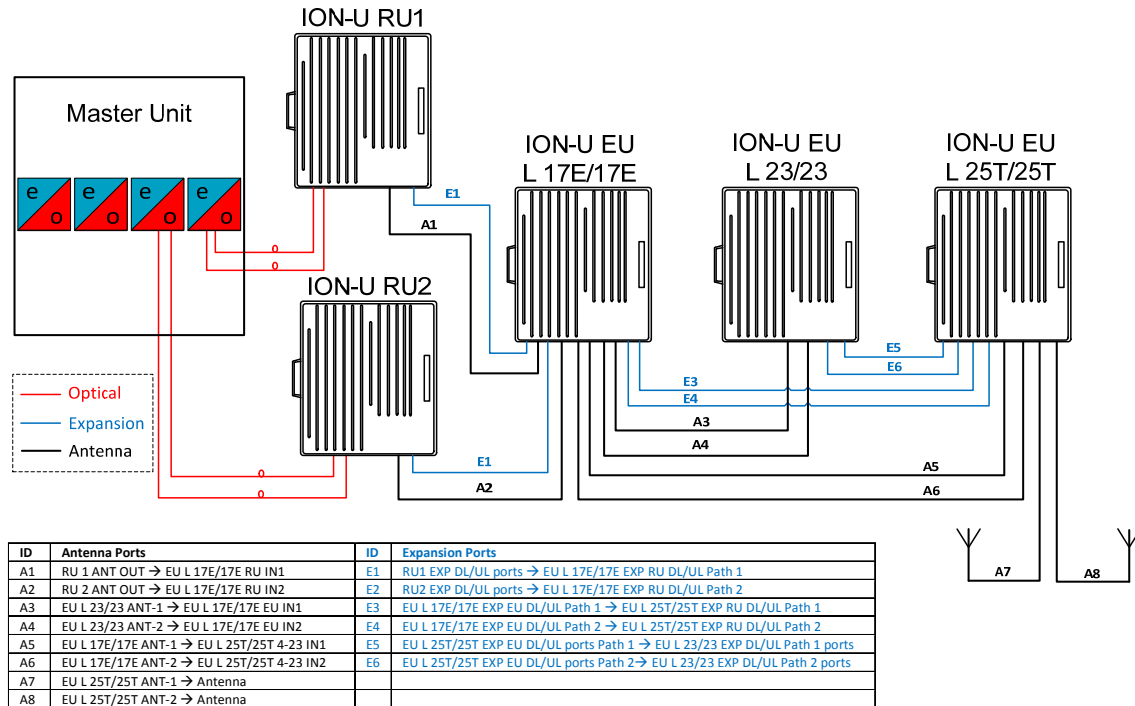 ION-U RU1
Master Unit
e
o
e
o
e
o
e
o
ION-U EU
L 17E/17E
ION-U EU
L 23/23
ION-U EU
L 25T/25T
E1
A1
o
o
ION-U RU2
E5
E6
E3
E4
A3
A4
Optical
Expansion
Antenna
E1
A2
A5
A6
o
o
A7
A8
ID Antenna Ports ID Expansion Ports
A1 RU 1 ANT OUT → EU L 17E/17E RU IN1 E1 RU1 EXP DL/UL ports → EU L 17E/17E EXP RU DL/UL Path 1
A2 RU 2 ANT OUT → EU L 17E/17E RU IN2 E2 RU2 EXP DL/UL ports → EU L 17E/17E EXP RU DL/UL Path 2
A3 EU L 23/23 ANT-1 → EU L 17E/17E EU IN1 E3 EU L 17E/17E EXP EU DL/UL Path 1 → EU L 25T/25T EXP RU DL/UL Path 1
A4 EU L 23/23 ANT-2 → EU L 17E/17E EU IN2 E4 EU L 17E/17E EXP EU DL/UL Path 2 → EU L 25T/25T EXP RU DL/UL Path 2
A5 EU L 17E/17E ANT-1 → EU L 25T/25T 4-23 IN1 E5 EU L 25T/25T EXP EU DL/UL ports Path 1 → EU L 23/23 EXP DL/UL Path 1 ports
A6 EU L 17E/17E ANT-2 → EU L 25T/25T 4-23 IN2 E6 EU L 25T/25T EXP EU DL/UL ports Path 2→ EU L 23/23 EXP DL/UL Path 2 ports
A7 EU L 25T/25T ANT-1 → Antenna
A8 EU L 25T/25T ANT-2 → Antenna